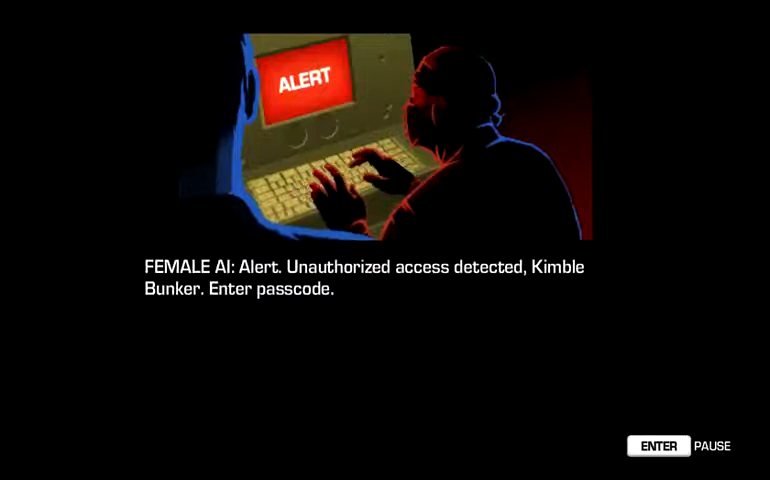 ALERT
FEMALE AI: Alert. Unauthorized access detected, Kimble
Bunker. Enter passcode.
ENTER PAUSE